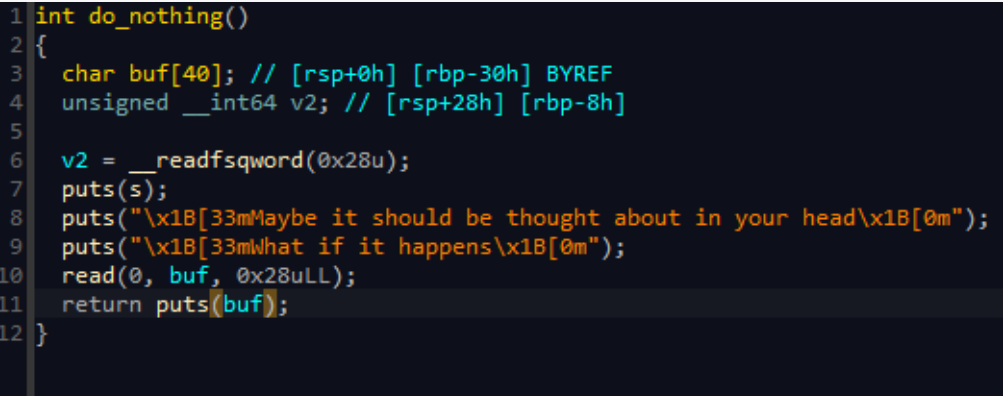 1 int do_nothing()
2 {
3   char buf[40]; // [rsp+0h] [rbp-30h] BYREF
4   unsigned __int64 v2; // [rsp+28h] [rbp-8h]
5
6   v2 = __readfsqword(0x28u);
7   puts(s);
8   puts("\x1B[33mMaybe it should be thought about in your head\x1B[0m");
9   puts("\x1B[33mWhat if it happens\x1B[0m");
10   read(0, buf, 0x28uLL);
11   return puts(buf);
12 }